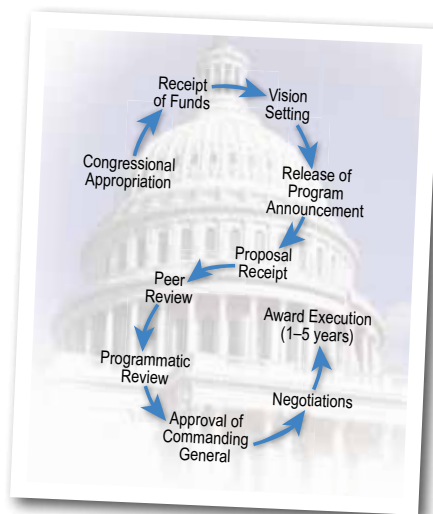 Receipt
of Funds
Vision
Setting
Congressional
Appropriation
Release of
Program
Announcement
Proposal
Receipt
Peer
Review
Award Execution
(1–5 years)
Programmatic
Review
Negotiations
Approval of
Commanding
General